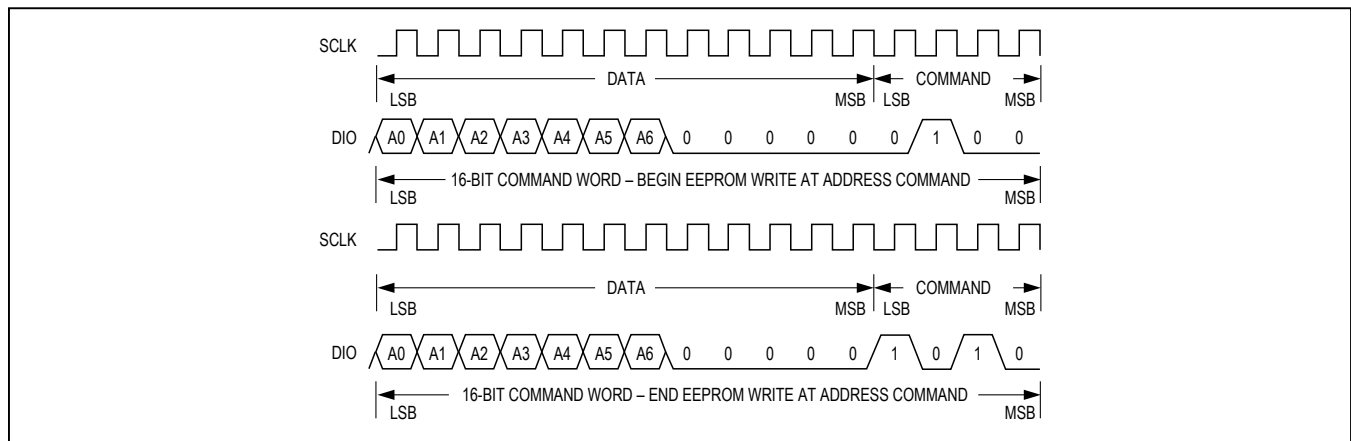 SCLK
DATA COMMAND
LSB MSB LSB MSB
DIO A0 A1 A2 A3 A4 A5 A6 0 0 0 0 0 0 1 0 0
16-BIT COMMAND WORD – BEGIN EEPROM WRITE AT ADDRESS COMMAND
LSB MSB
SCLK
DATA COMMAND
LSB MSB LSB MSB
DIO A0 A1 A2 A3 A4 A5 A6 0 0 0 0 0 1 0 1 0
16-BIT COMMAND WORD – END EEPROM WRITE AT ADDRESS COMMAND
LSB MSB